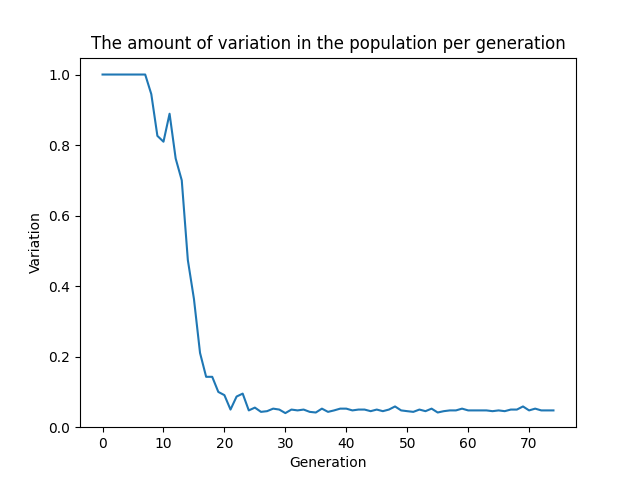 The amount of variation in the population per generation
1.0
0.8
0.6
0.4
0.2
0.0
Variation
0 10 20 30 40 50 60 70
Generation